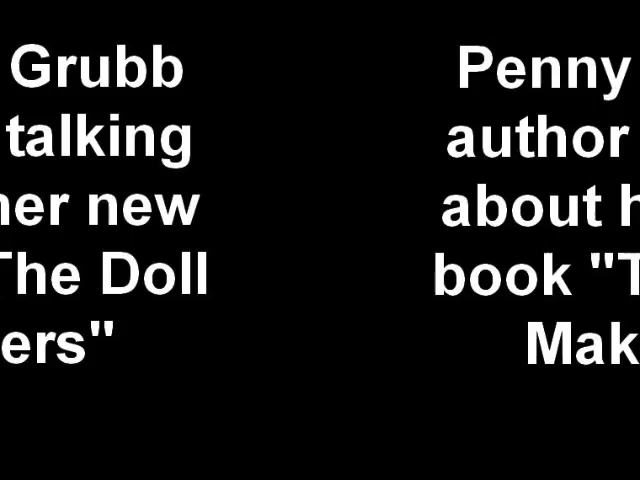 Grubb Penny
talking author
her new about h
The Doll book "T
ers" Mak